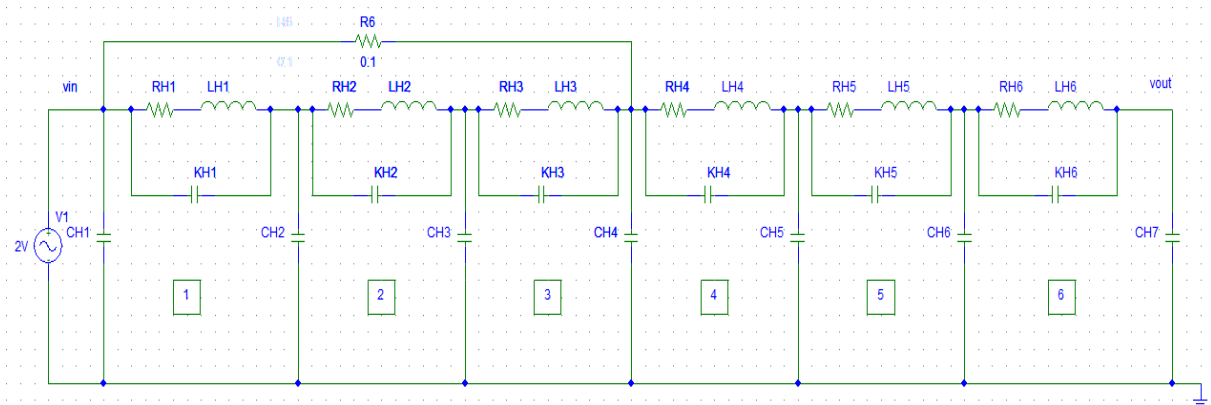 R6
0.1
vin
RH1 LH1 RH2 LH2 RH3 LH3 RH4 LH4 RH5 LH5 RH6 LH6 vout
KH1 KH2 KH3 KH4 KH5 KH6
V1
2V CH1 CH2 CH3 CH4 CH5 CH6 CH7
1 2 3 4 5 6